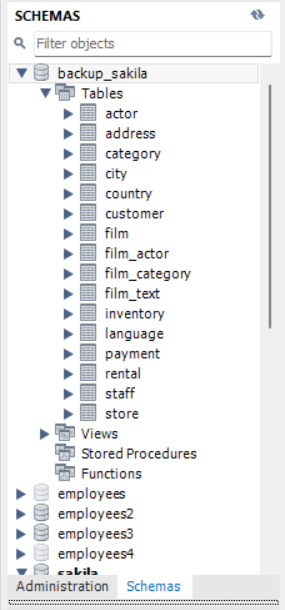 SCHEMAS
Filter objects
backup_sakila
Tables
actor
address
category
city
country
customer
film
film_actor
film_category
film_text
inventory
language
payment
rental
staff
store
Views
Stored Procedures
Functions
employees
employees2
employees3
employees4
sakila
Administration Schemas